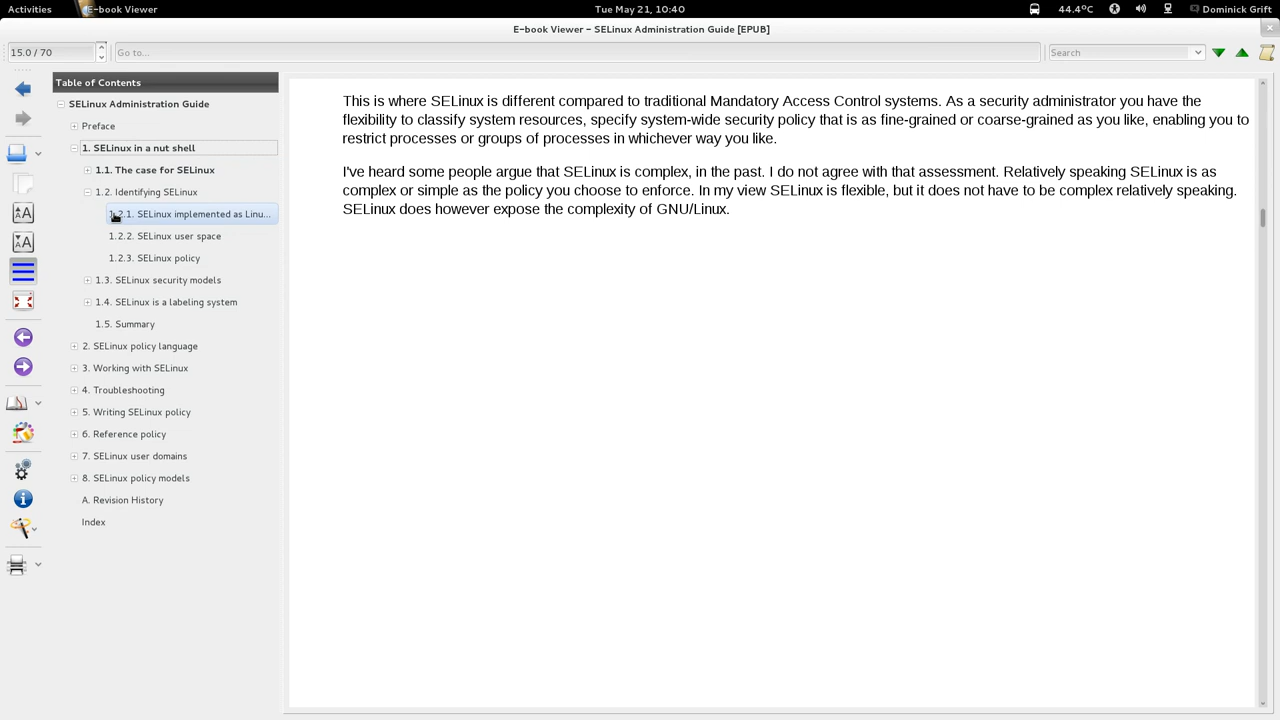 Activities
E-book Viewer
Tue May 21, 10:40
44.4°C
Dominick Grift
E-book Viewer – SELinux Administration Guide [EPUB]
15.0 / 70
Go to...
Search
Table of Contents
SELinux Administration Guide
Preface
1. SELinux in a nut shell
1.1. The case for SELinux
1.2. Identifying SELinux
1.2.1. SELinux implemented as Linu...
1.2.2. SELinux user space
1.2.3. SELinux policy
1.3. SELinux security models
1.4. SELinux is a labeling system
1.5. Summary
2. SELinux policy language
3. Working with SELinux
4. Troubleshooting
5. Writing SELinux policy
6. Reference policy
7. SELinux user domains
8. SELinux policy models
A. Revision History
Index
This is where SELinux is different compared to traditional Mandatory Access Control systems. As a security administrator you have the
flexibility to classify system resources, specify system-wide security policy that is as fine-grained or coarse-grained as you like, enabling you to
restrict processes or groups of processes in whichever way you like.
I've heard some people argue that SELinux is complex, in the past. I do not agree with that assessment. Relatively speaking SELinux is as
complex or simple as the policy you choose to enforce. In my view SELinux is flexible, but it does not have to be complex relatively speaking.
SELinux does however expose the complexity of GNU/Linux.